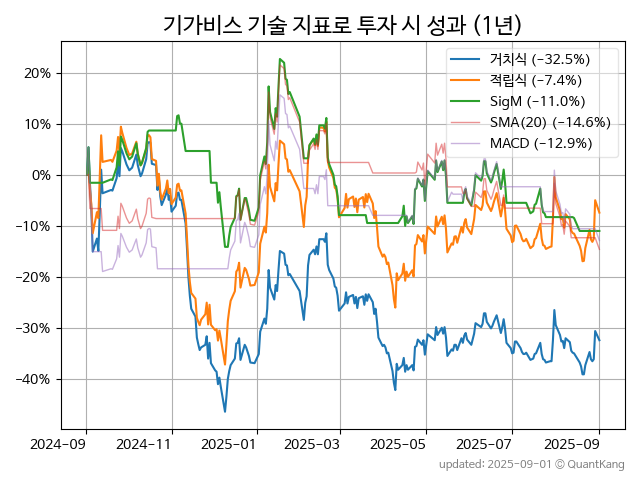 기가비스 기술 지표로 투자 시 성과 (1년)
거치식 (−32.5%)
적립식 (−7.4%)
SigM (−11.0%)
SMA(20) (−14.6%)
MACD (−12.9%)
20%
10%
0%
−10%
−20%
−30%
−40%
2024-09 2024-11 2025-01 2025-03 2025-05 2025-07 2025-09
updated: 2025-09-01 © QuantKang